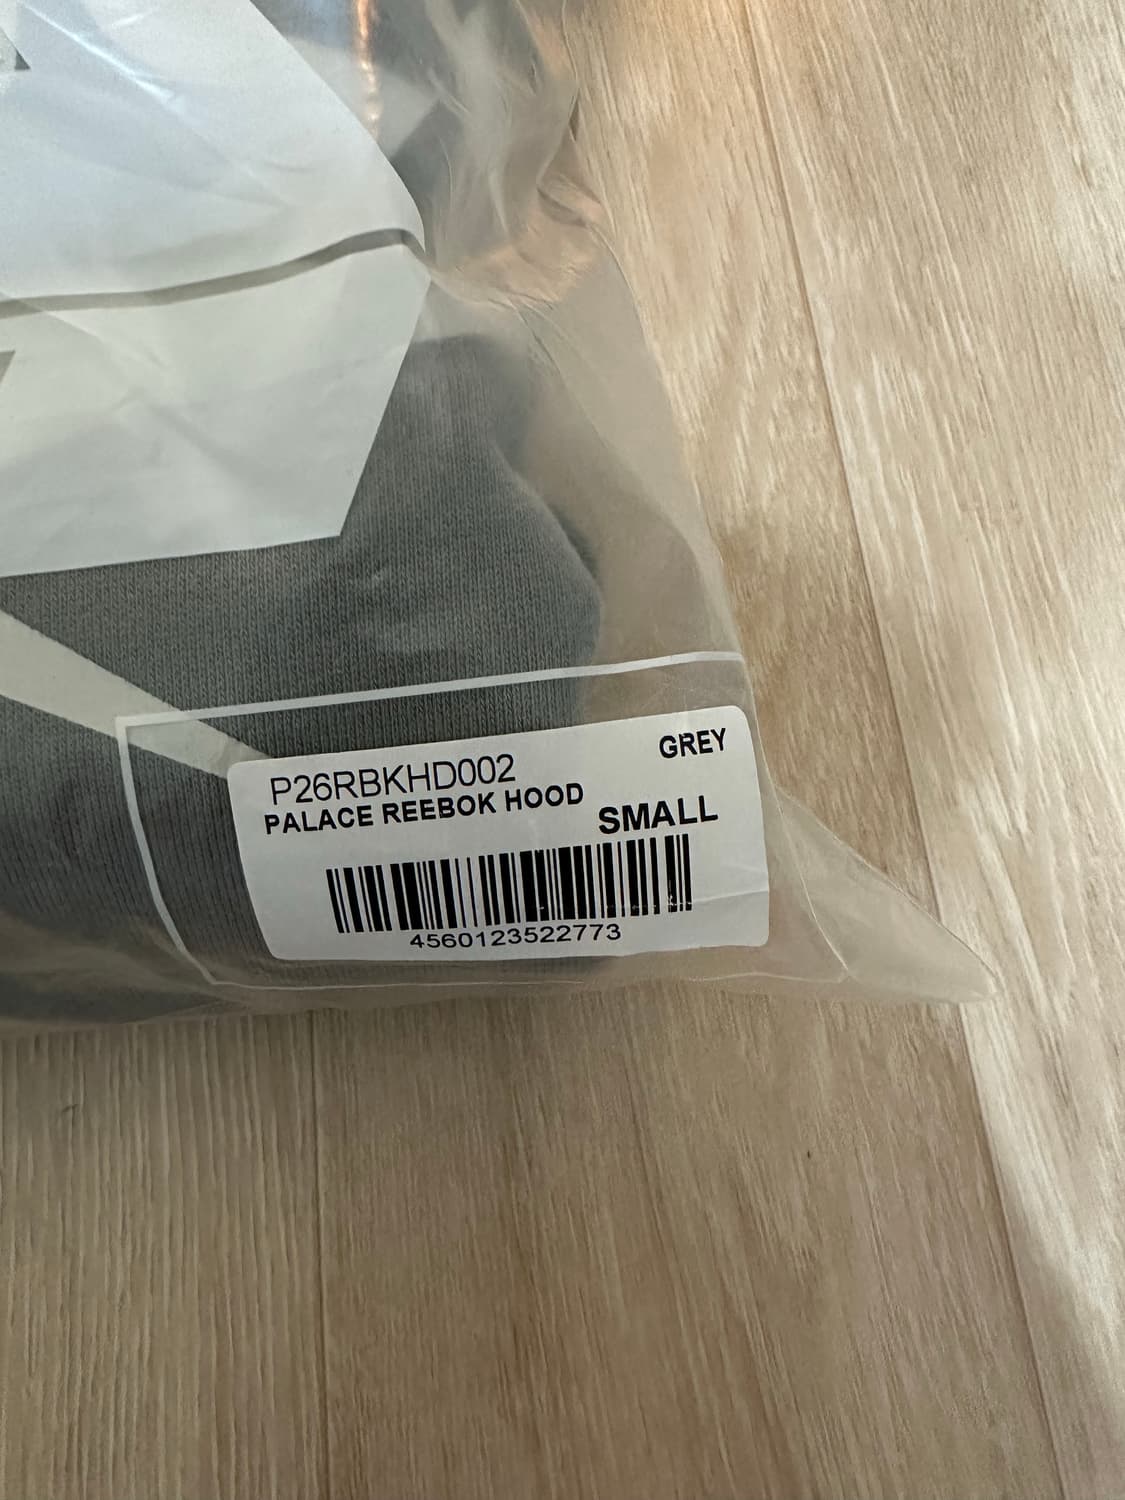 GREY
P26RBKHD002
PALACE REEBOK HOOD
SMALL
4560123522773